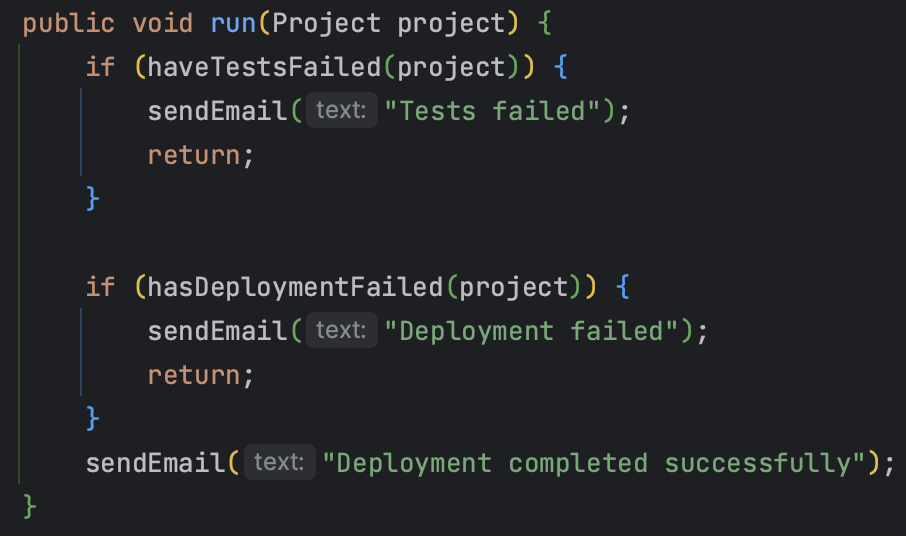 public void run(Project project) {
if (haveTestsFailed(project)) {
sendEmail( text: "Tests failed");
return;
}
if (hasDeploymentFailed(project)) {
sendEmail( text: "Deployment failed");
return;
}
sendEmail( text: "Deployment completed successfully");
}